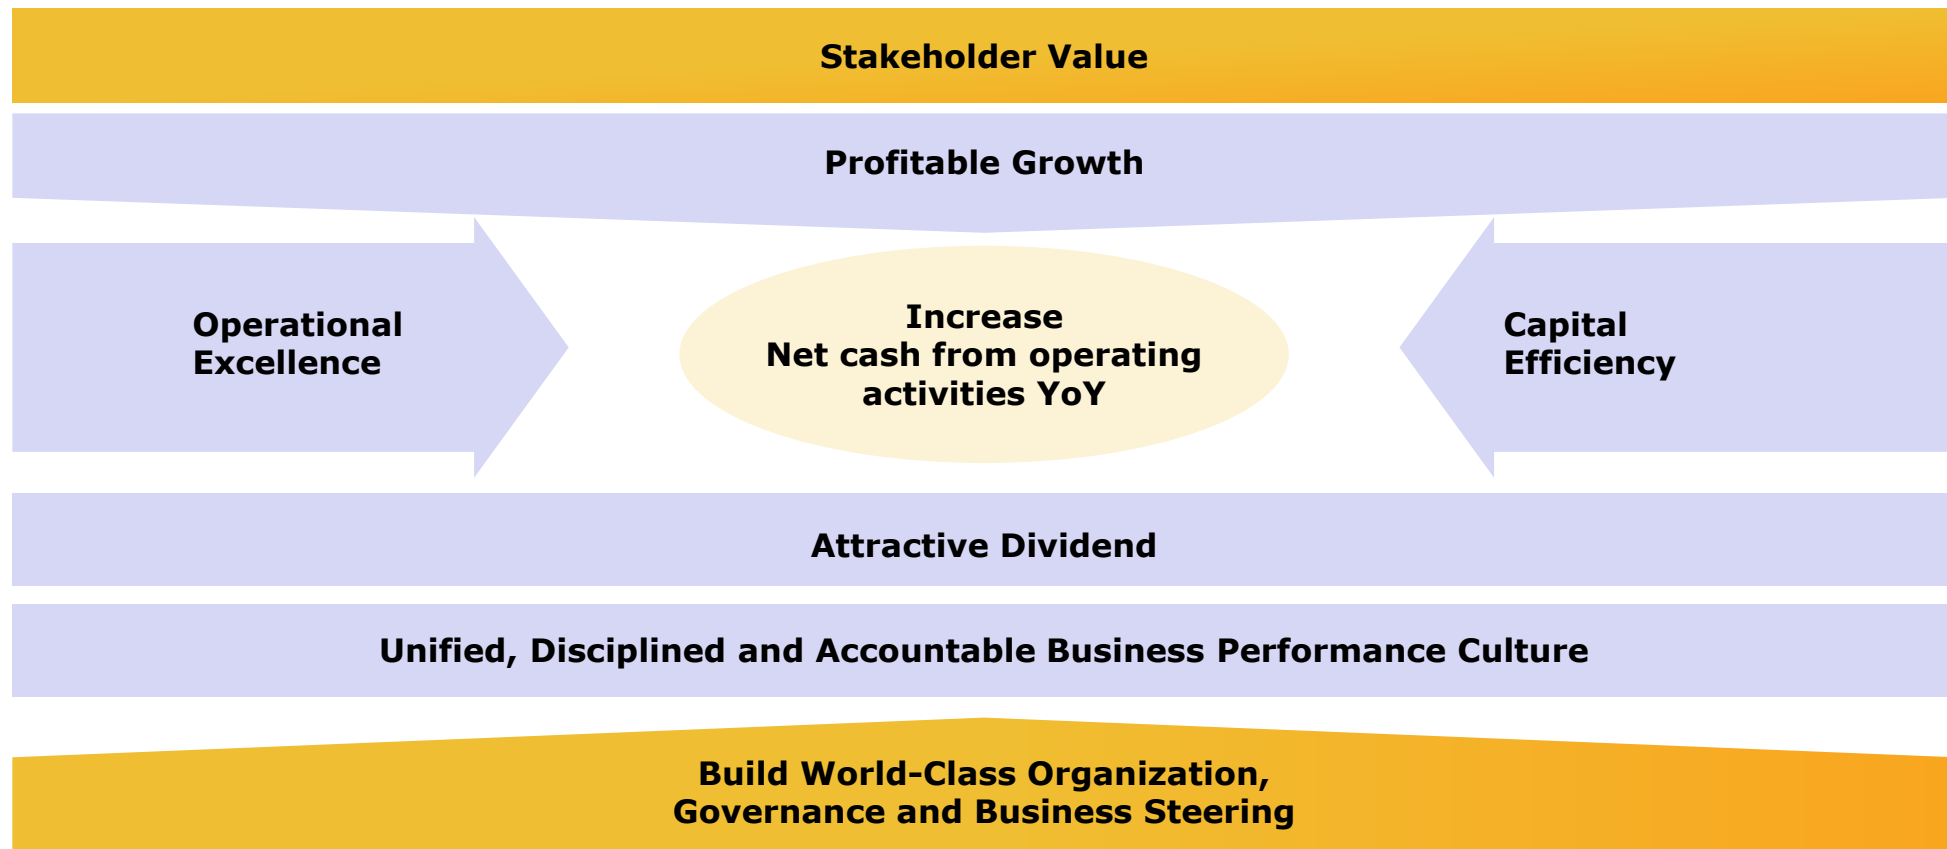 Stakeholder Value
Profitable Growth
Operational
Excellence
Increase
Net cash from operating
activities YoY
Capital
Efficiency
Attractive Dividend
Unified, Disciplined and Accountable Business Performance Culture
Build World-Class Organization,
Governance and Business Steering